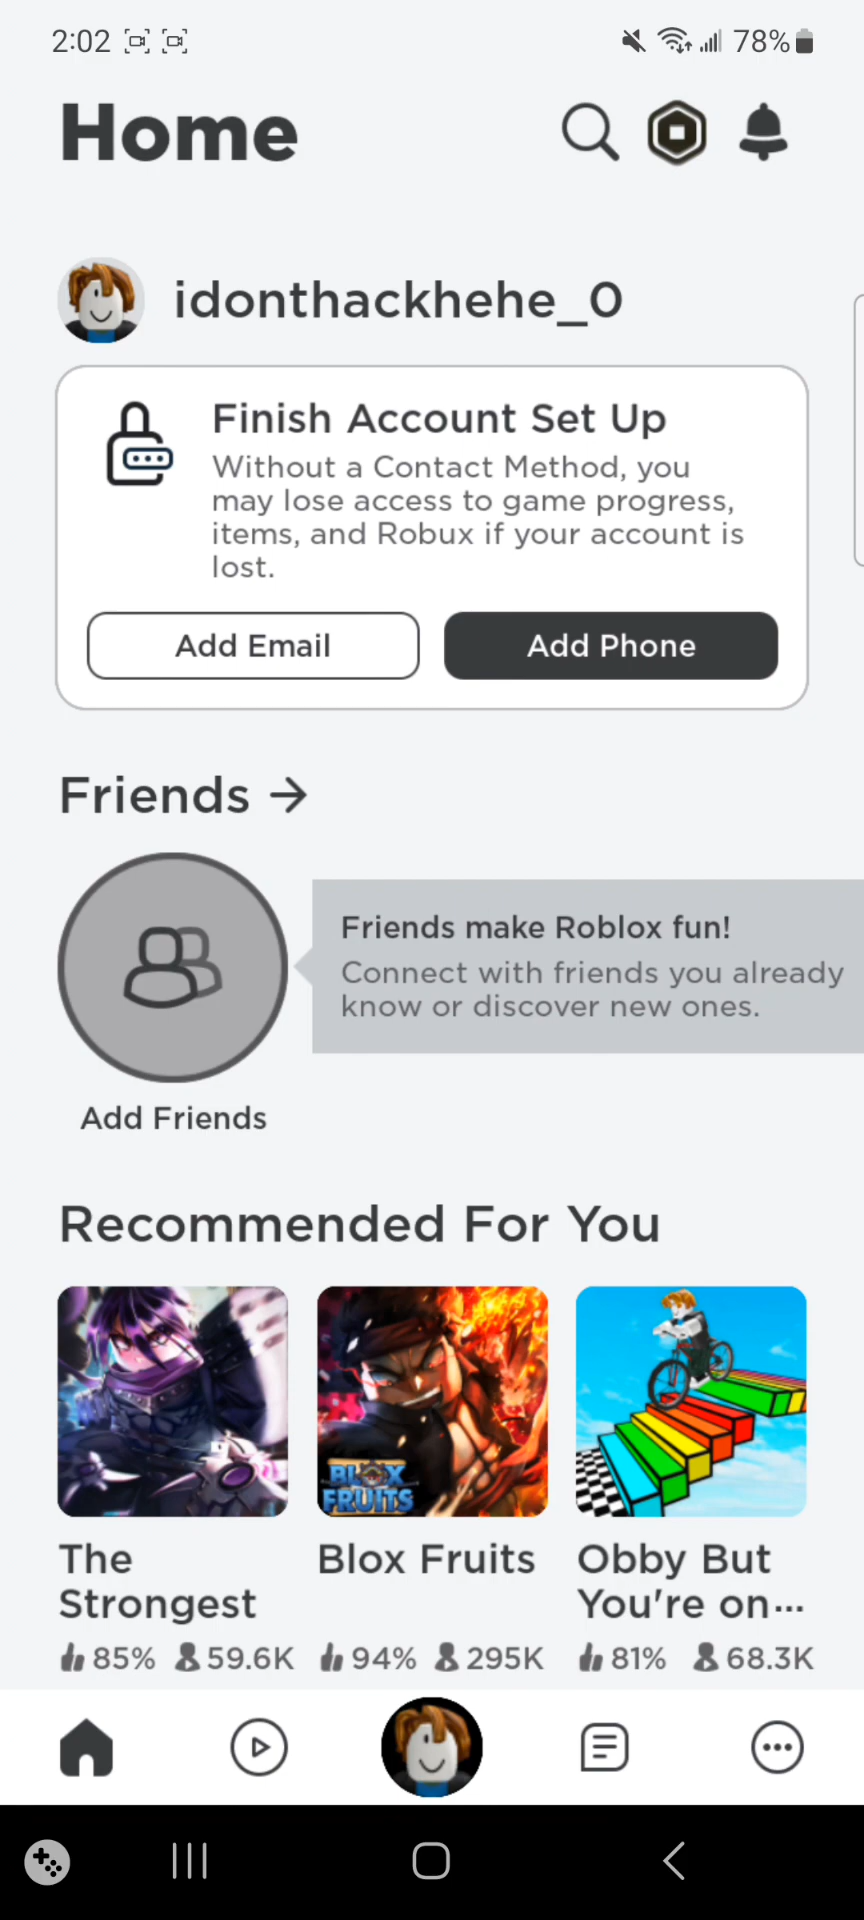 2:02 78%
Home
idonthackhehe_0
Finish Account Set Up
Without a Contact Method, you
may lose access to game progress,
items, and Robux if your account is
lost.
Add Email Add Phone
Friends →
Friends make Roblox fun!
Connect with friends you already
know or discover new ones.
Add Friends
Recommended For You
BLOX
FRUITS
The
Strongest
85% 59.6K
Blox Fruits
94% 295K
Obby But
You're on...
81% 68.3K